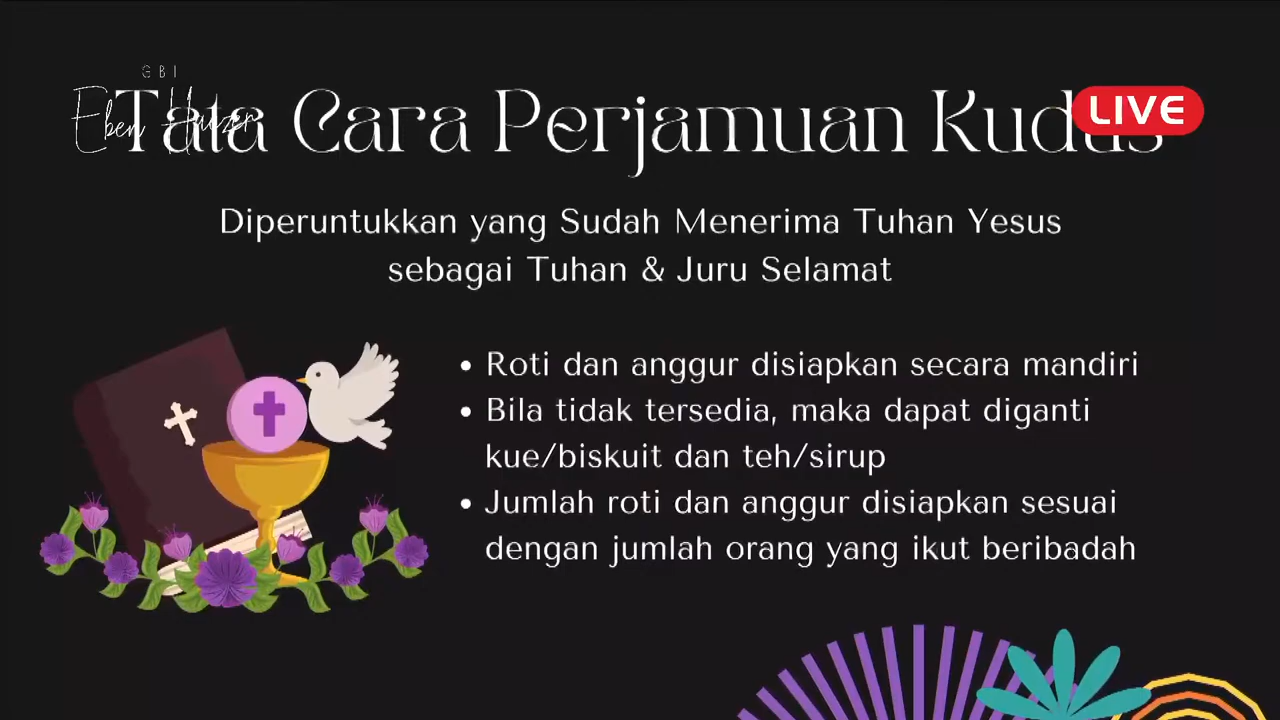 GBI
Eben Haezer
LIVE
Tata Cara Perjamuan Kudus
Diperuntukkan yang Sudah Menerima Tuhan Yesus
sebagai Tuhan & Juru Selamat
• Roti dan anggur disiapkan secara mandiri
• Bila tidak tersedia, maka dapat diganti
kue/biskuit dan teh/sirup
• Jumlah roti dan anggur disiapkan sesuai
dengan jumlah orang yang ikut beribadah